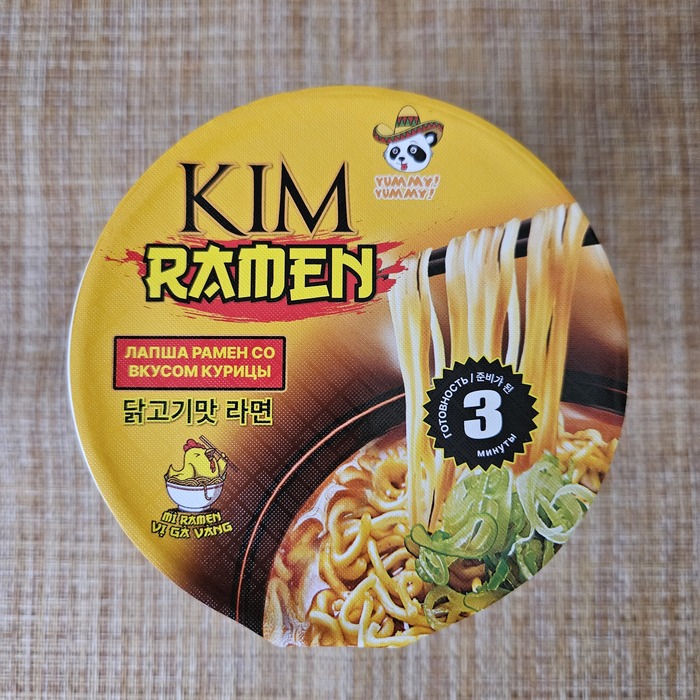 KIM
RAMEN
YUMMY!
YUMMY!
ЛАПША РАМЕН СО
ВКУСОМ КУРИЦЫ
닭고기맛 라면
ГОТОВНОСТЬ / 준비가 된
3
МИНУТЫ
MÌ RAMEN
VỊ GÀ VÀNG